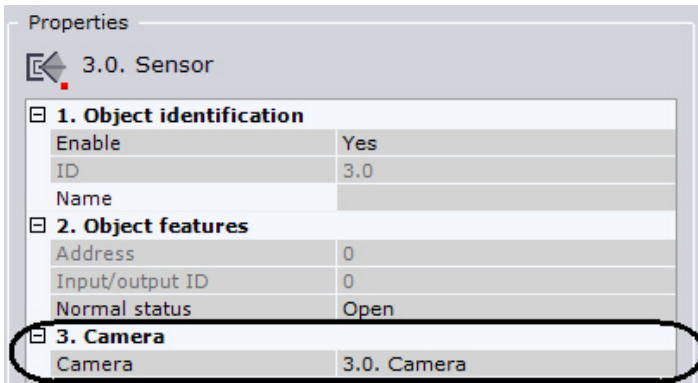 Properties
3.0. Sensor
1. Object identification
Enable Yes
ID 3.0
Name
2. Object features
Address 0
Input/output ID 0
Normal status Open
3. Camera
Camera 3.0. Camera